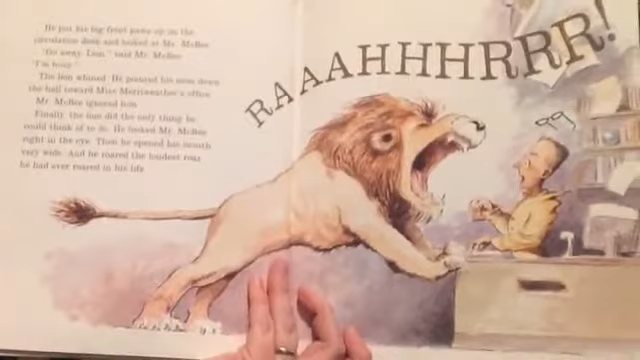 He put his big front paws up on the
circulation desk and looked at Mr. McBee.
"Go away, Lion," said Mr. McBee.
"I'm busy."
The lion whined. He pointed his nose down
the hall toward Miss Merriweather's office.
Mr. McBee ignored him.
Finally, the lion did the only thing he
could think of to do. He looked Mr. McBee
right in the eye. Then he opened his mouth
very wide. And he roared the loudest roar
he had ever roared in his life.
RAAAHHHHRRR!